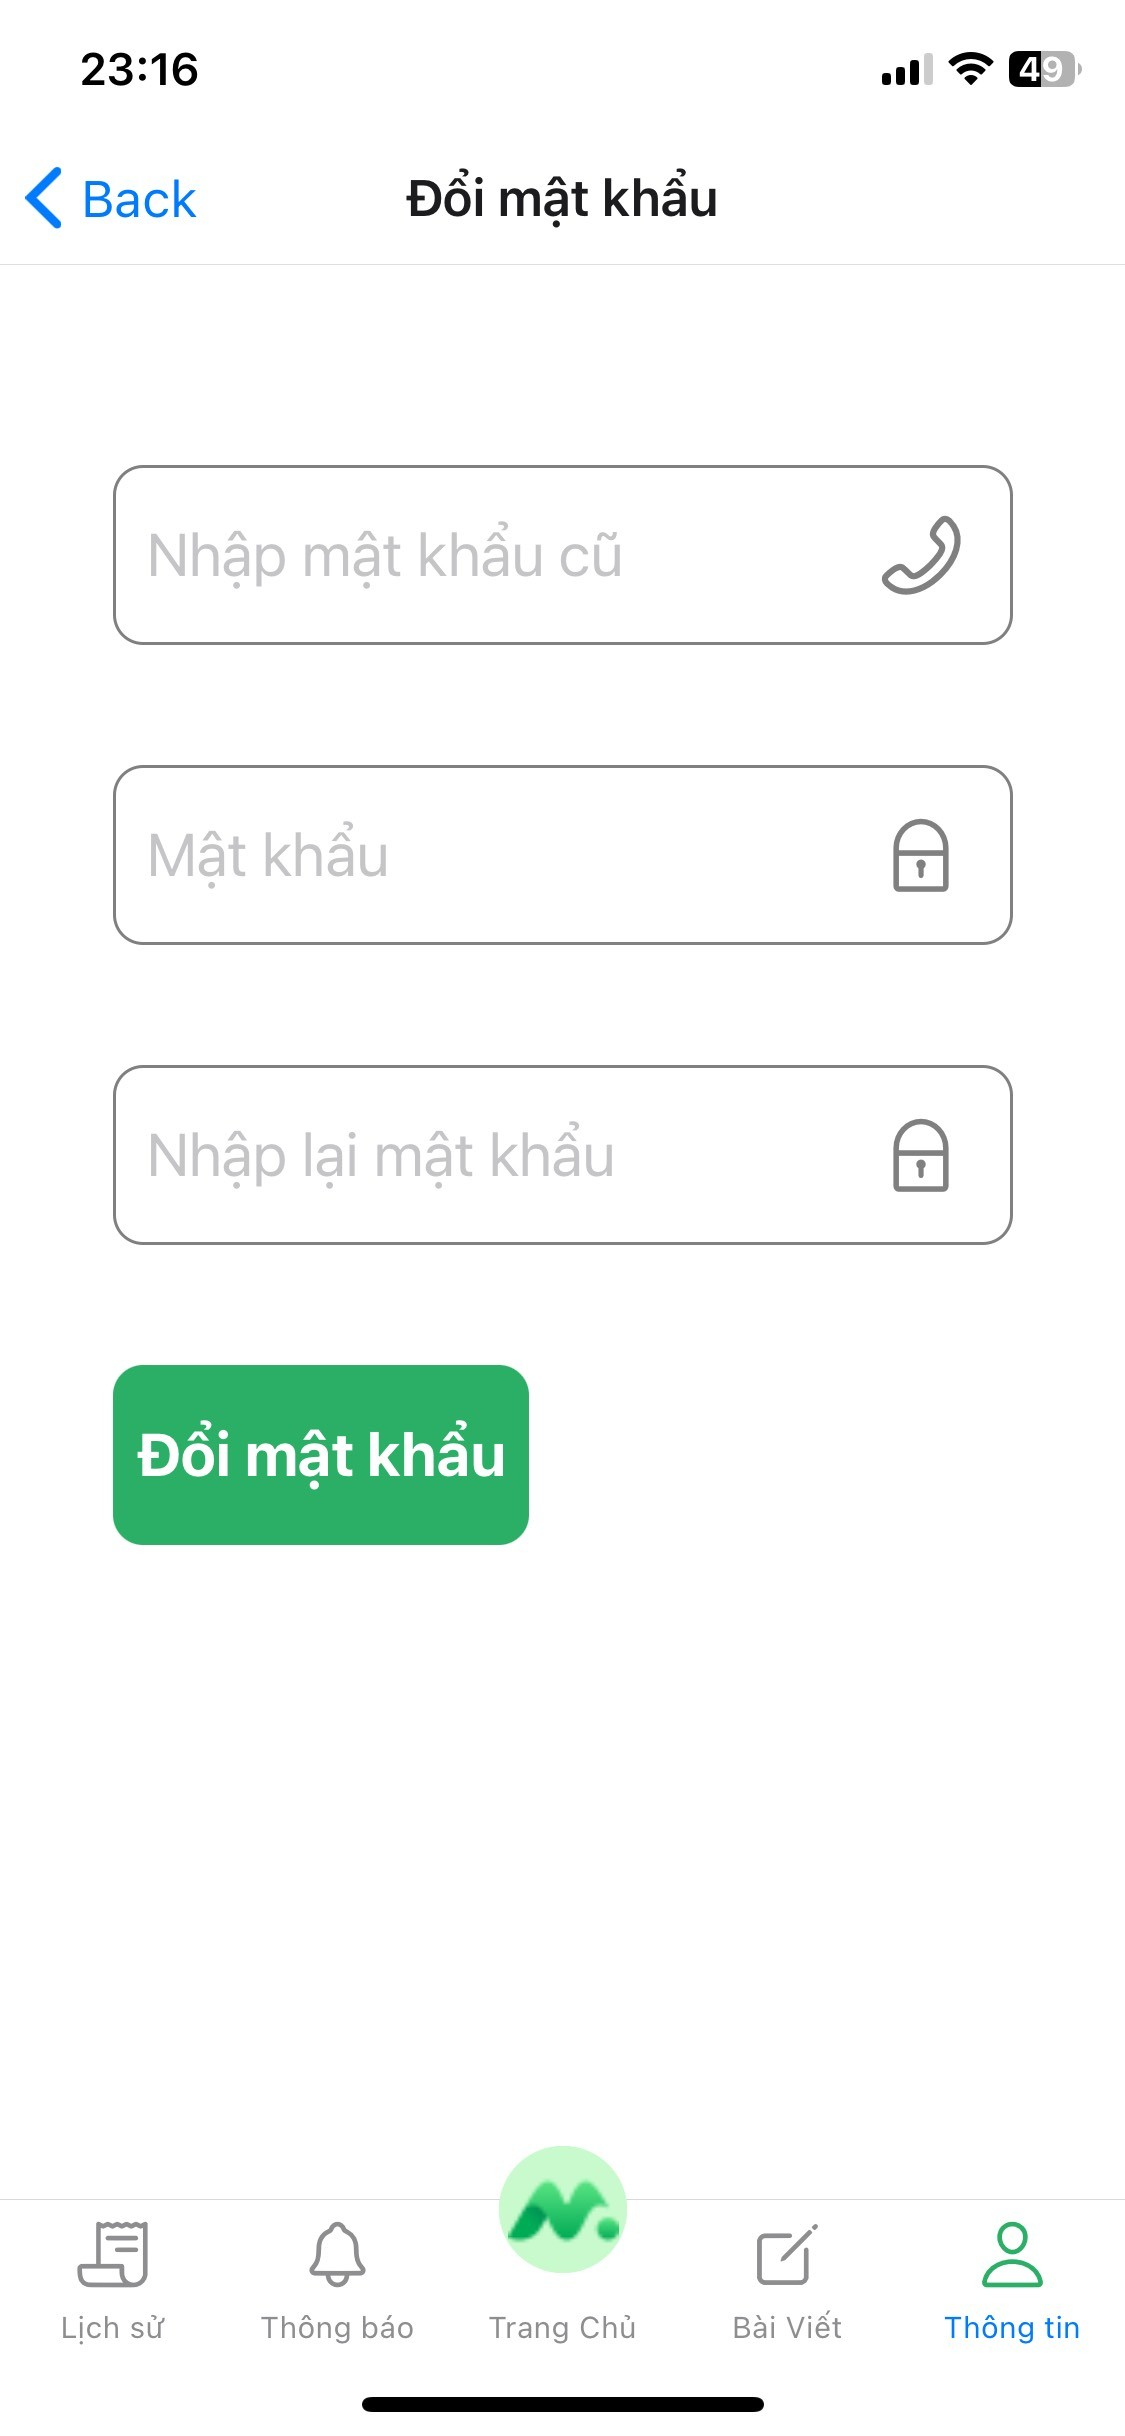 23:16
49
Back
Đổi mật khẩu
Nhập mật khẩu cũ
Mật khẩu
Nhập lại mật khẩu
Đổi mật khẩu
Lịch sử
Thông báo
Trang Chủ
Bài Viết
Thông tin